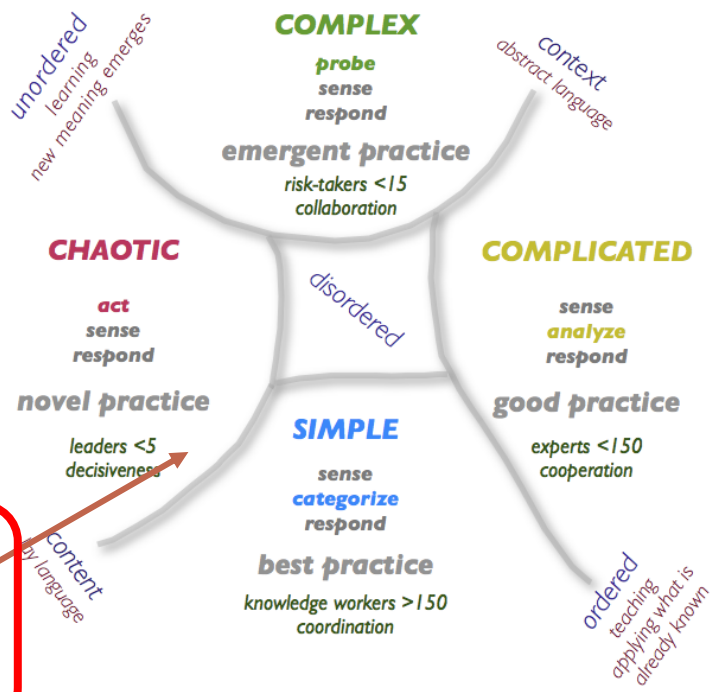 unordered
learning
new meaning emerges
COMPLEX
probe
sense
respond
emergent practice
risk-takers <15
collaboration
context
abstract language
CHAOTIC
act
sense
respond
novel practice
leaders <5
decisiveness
disordered
COMPLICATED
sense
analyze
respond
good practice
experts <150
cooperation
SIMPLE
sense
categorize
respond
best practice
knowledge workers >150
coordination
content
language
ordered
teaching
applying what is
already known